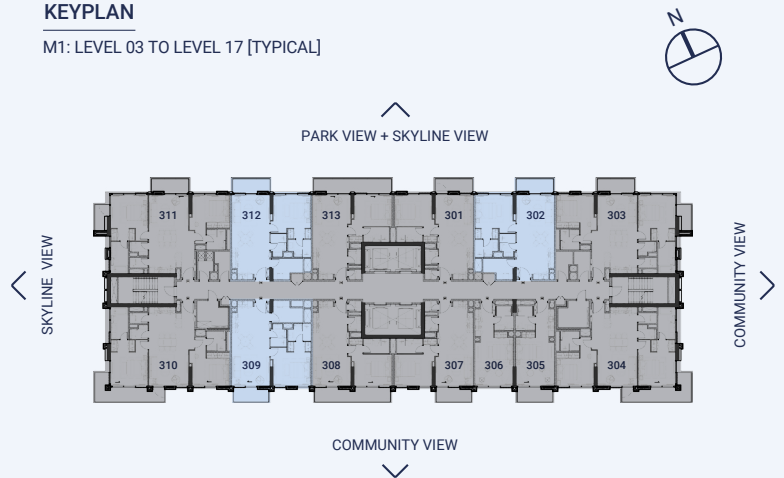 KEYPLAN
M1: LEVEL 03 TO LEVEL 17 [TYPICAL]
N
PARK VIEW + SKYLINE VIEW
311 312 313 301 302 303
SKYLINE VIEW
COMMUNITY VIEW
310 309 308 307 306 305 304
COMMUNITY VIEW